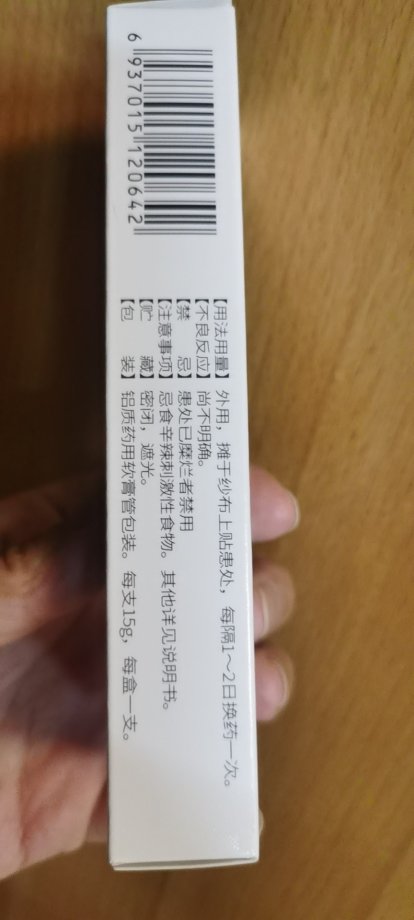 6 937015 120642
【用法用量】外用，摊于纱布上贴患处，每隔1～2日换药一次。
【不良反应】尚不明确。
【禁 忌】患处已糜烂者禁用
【注意事项】忌食辛辣刺激性食物。其他详见说明书。
【贮 藏】密闭，遮光。
【包 装】铝质药用软膏管包装。每支15g，每盒一支。